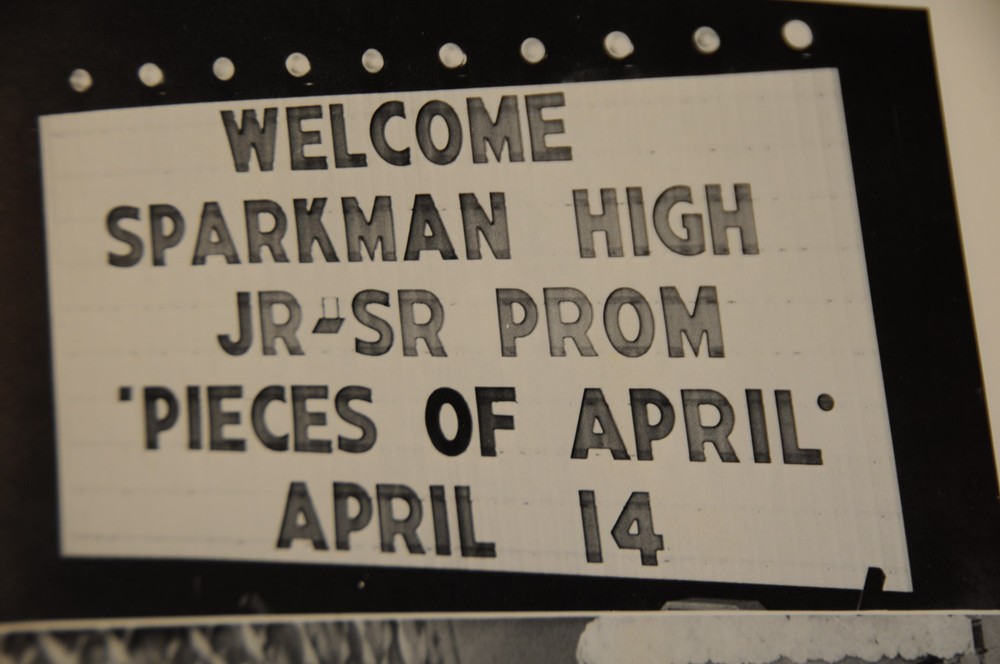 WELCOME
SPARKMAN HIGH
JR-SR PROM
'PIECES OF APRIL'
APRIL 14